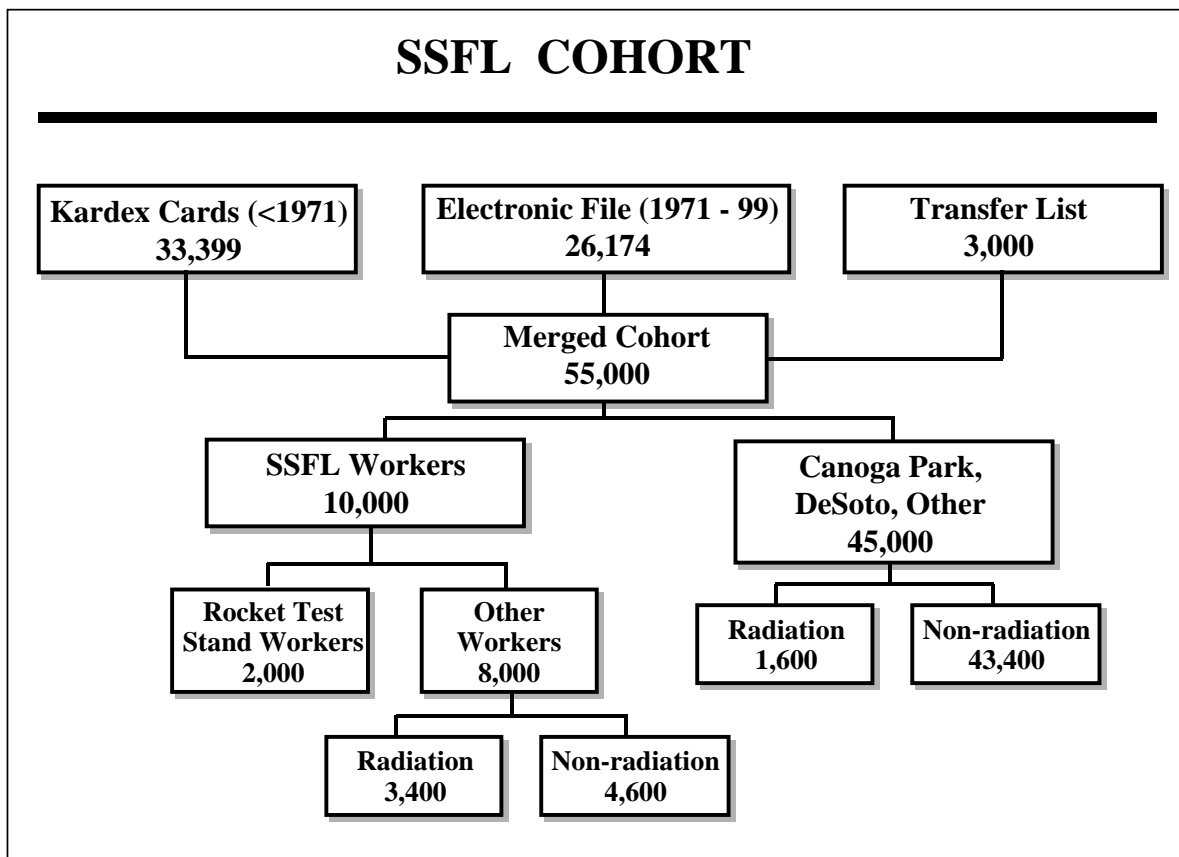 SSFL COHORT
Kardex Cards (<1971)
33,399
Electronic File (1971 - 99)
26,174
Transfer List
3,000
Merged Cohort
55,000
SSFL Workers
10,000
Canoga Park,
DeSoto, Other
45,000
Rocket Test
Stand Workers
2,000
Other
Workers
8,000
Radiation
1,600
Non-radiation
43,400
Radiation
3,400
Non-radiation
4,600